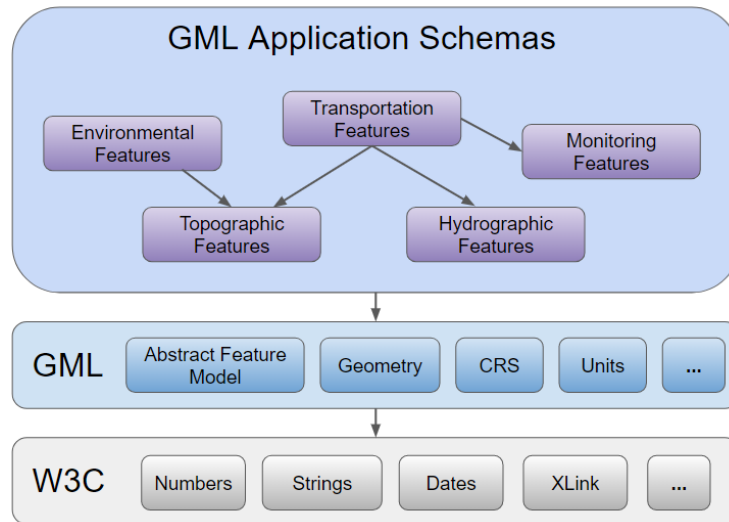 GML Application Schemas
Transportation
Features
Environmental
Features
Monitoring
Features
Topographic
Features
Hydrographic
Features
GML
Abstract Feature
Model
Geometry
CRS
Units
...
W3C
Numbers
Strings
Dates
XLink
...